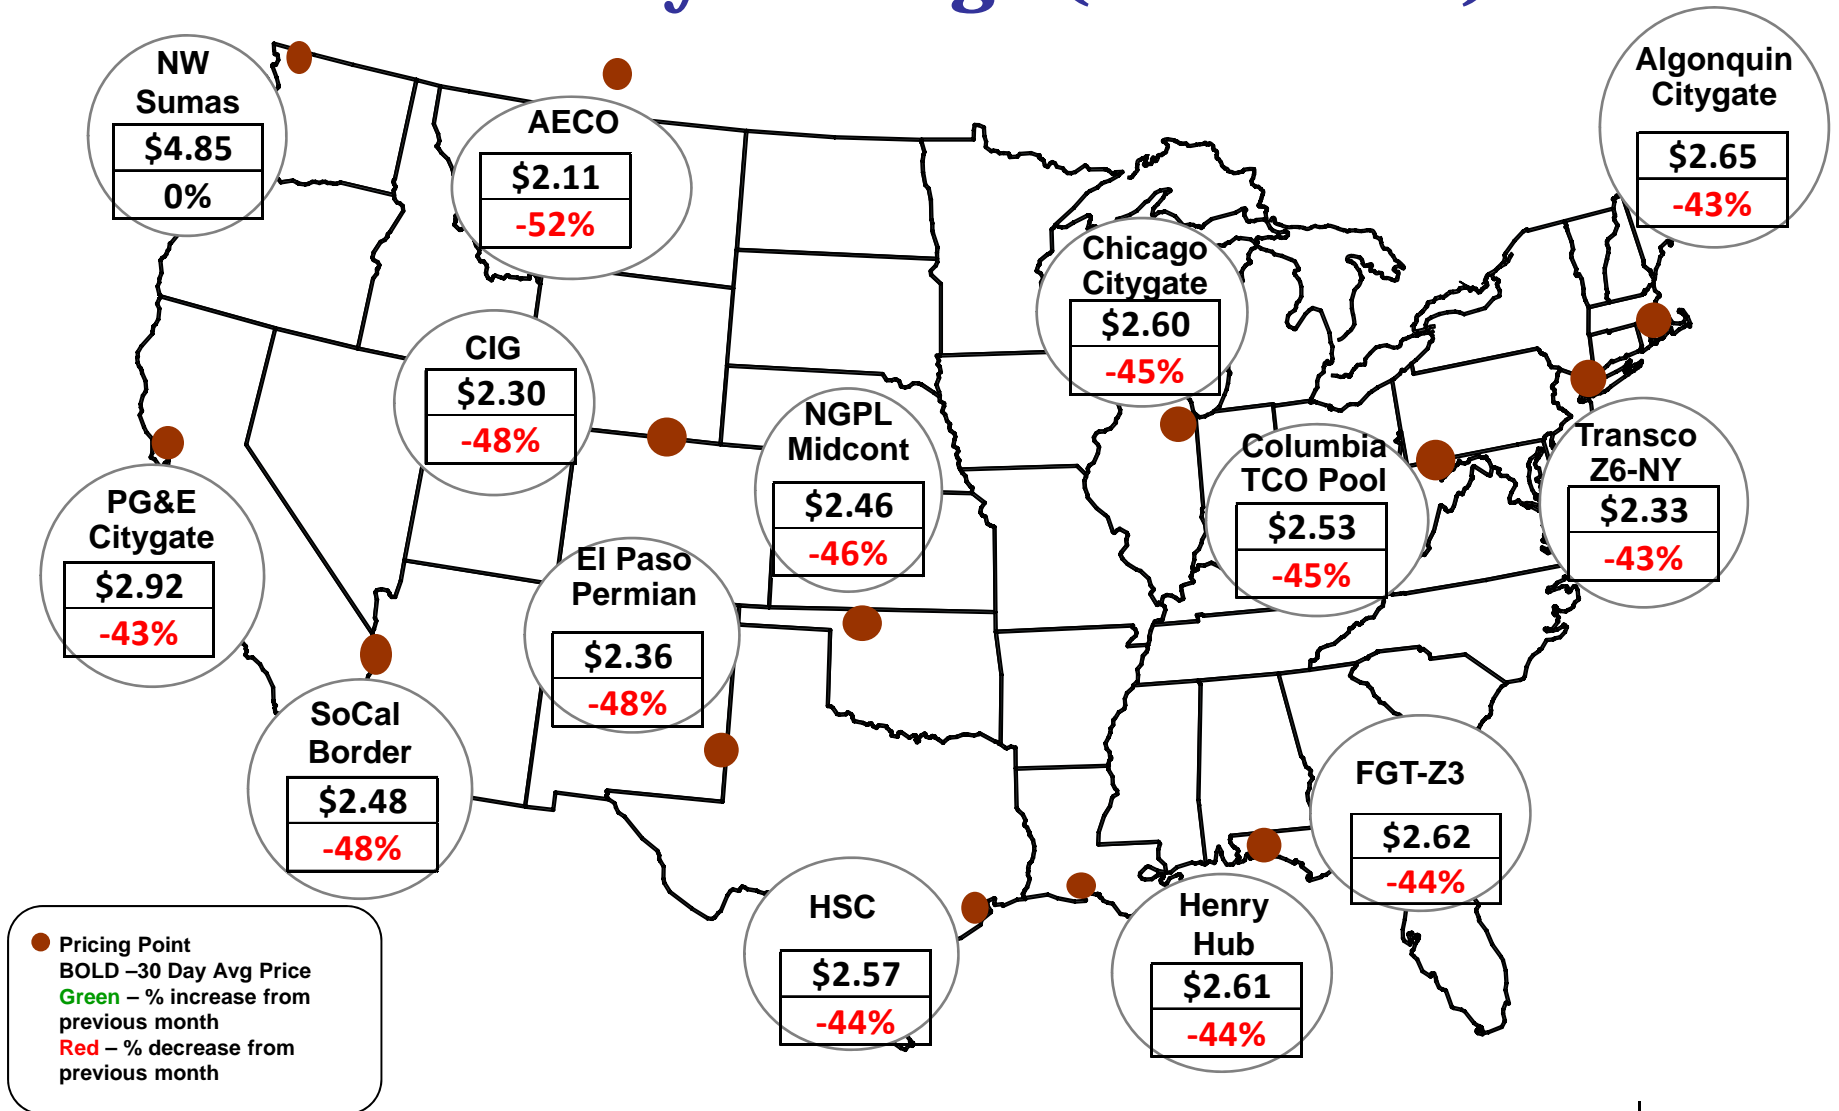 NW
Sumas
$4.85
0%
AECO
$2.11
-52%
Algonquin
Citygate
$2.65
-43%
Chicago
Citygate
$2.60
-45%
CIG
$2.30
-48%
NGPL
Midcont
$2.46
-46%
Columbia
TCO Pool
$2.53
-45%
Transco
Z6-NY
$2.33
-43%
PG&E
Citygate
$2.92
-43%
El Paso
Permian
$2.36
-48%
SoCal
Border
$2.48
-48%
FGT-Z3
$2.62
-44%
HSC
$2.57
-44%
Henry
Hub
$2.61
-44%
Pricing Point
BOLD –30 Day Avg Price
Green – % increase from
previous month
Red – % decrease from
previous month